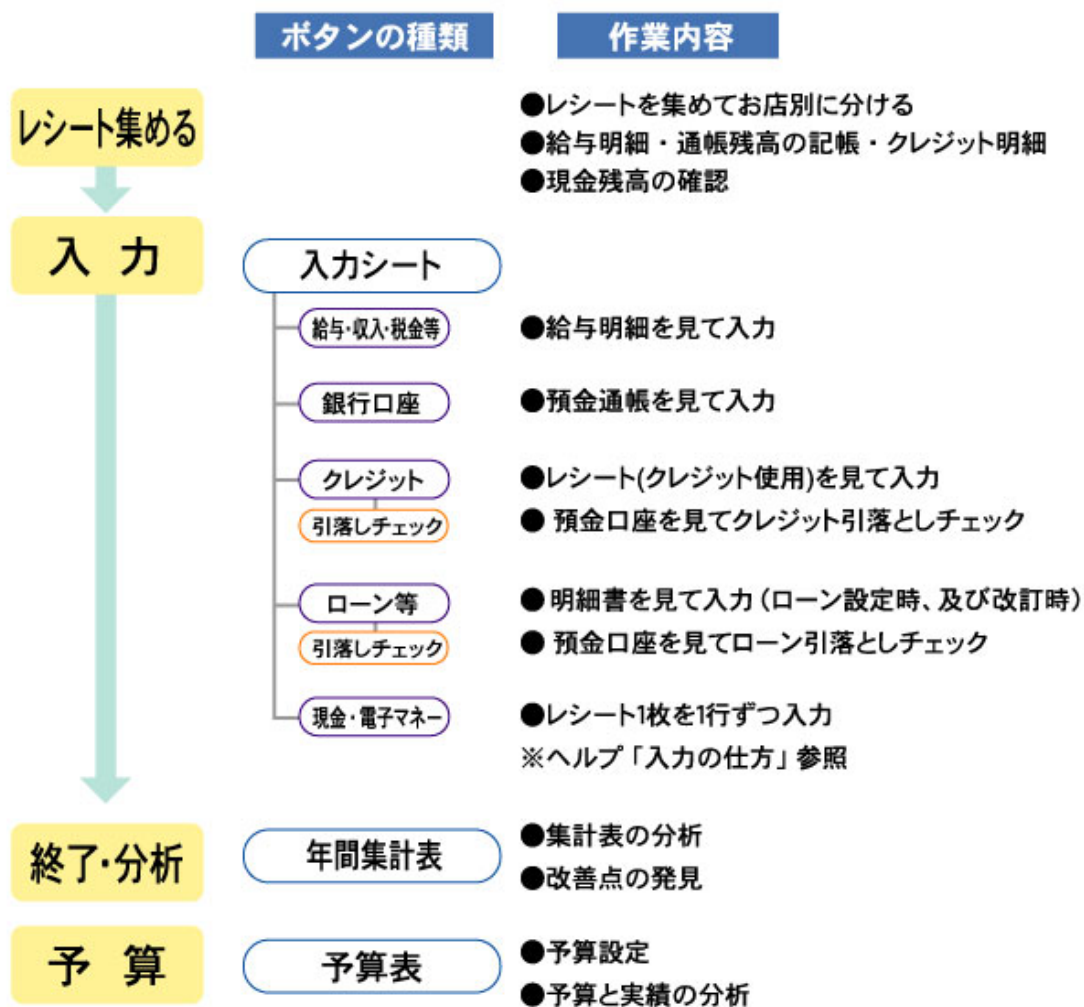 ボタンの種類 作業内容
レシート集める
●レシートを集めてお店別に分ける
●給与明細・通帳残高の記帳・クレジット明細
●現金残高の確認
入 力
入力シート
給与・収入・税金等 ●給与明細を見て入力
銀行口座 ●預金通帳を見て入力
クレジット ●レシート(クレジット使用)を見て入力
引落しチェック ● 預金口座を見てクレジット引落としチェック
ローン等 ● 明細書を見て入力（ローン設定時、及び改訂時）
引落しチェック ● 預金口座を見てローン引落としチェック
現金・電子マネー ●レシート1枚を1行ずつ入力
※ヘルプ「入力の仕方」参照
終了・分析
年間集計表
●集計表の分析
●改善点の発見
予 算
予算表
●予算設定
●予算と実績の分析